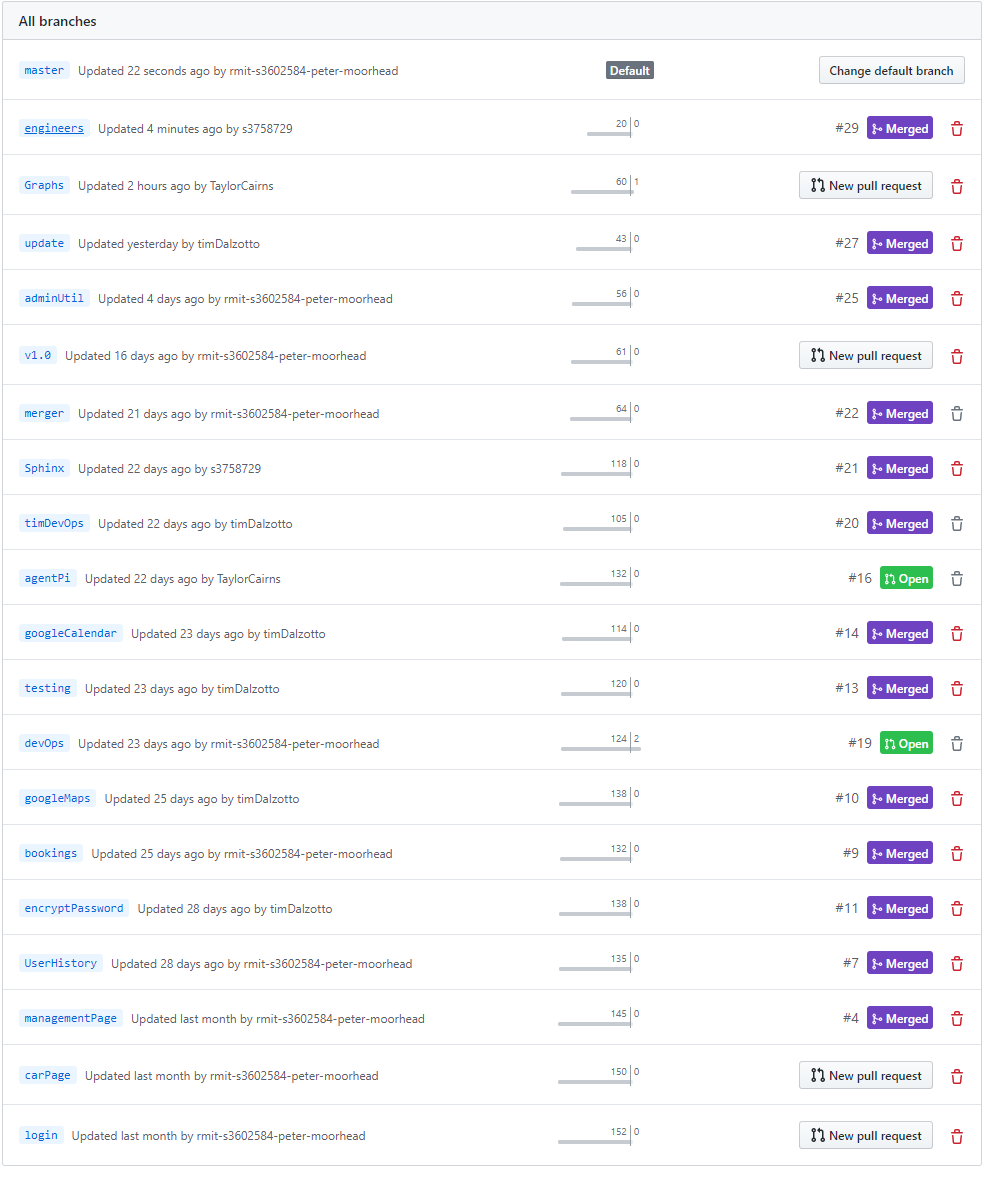 All branches
master Updated 22 seconds ago by rmit-s3602584-peter-moorhead Default Change default branch
engineers Updated 4 minutes ago by s3758729 20 0 #29 Merged
Graphs Updated 2 hours ago by TaylorCairns 60 1 New pull request
update Updated yesterday by timDalzotto 43 0 #27 Merged
adminUtil Updated 4 days ago by rmit-s3602584-peter-moorhead 56 0 #25 Merged
v1.0 Updated 16 days ago by rmit-s3602584-peter-moorhead 61 0 New pull request
merger Updated 21 days ago by rmit-s3602584-peter-moorhead 64 0 #22 Merged
Sphinx Updated 22 days ago by s3758729 118 0 #21 Merged
timDevOps Updated 22 days ago by timDalzotto 105 0 #20 Merged
agentPi Updated 22 days ago by TaylorCairns 132 0 #16 Open
googleCalendar Updated 23 days ago by timDalzotto 114 0 #14 Merged
testing Updated 23 days ago by timDalzotto 120 0 #13 Merged
devOps Updated 23 days ago by rmit-s3602584-peter-moorhead 124 2 #19 Open
googleMaps Updated 25 days ago by timDalzotto 138 0 #10 Merged
bookings Updated 25 days ago by rmit-s3602584-peter-moorhead 132 0 #9 Merged
encryptPassword Updated 28 days ago by timDalzotto 138 0 #11 Merged
UserHistory Updated 28 days ago by rmit-s3602584-peter-moorhead 135 0 #7 Merged
managementPage Updated last month by rmit-s3602584-peter-moorhead 145 0 #4 Merged
carPage Updated last month by rmit-s3602584-peter-moorhead 150 0 New pull request
login Updated last month by rmit-s3602584-peter-moorhead 152 0 New pull request